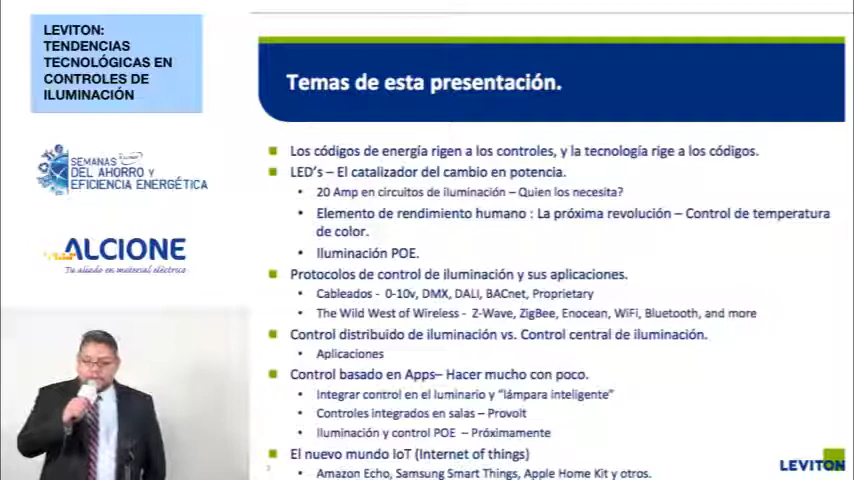 LEVITON:
TENDENCIAS
TECNOLÓGICAS EN
CONTROLES DE
ILUMINACIÓN
SEMANAS
DEL AHORRO Y
EFICIENCIA ENERGÉTICA
ALCIONE
Tu aliado en material eléctrico
Temas de esta presentación.
Los códigos de energía rigen a los controles, y la tecnología rige a los códigos.
LED's – El catalizador del cambio en potencia.
20 Amp en circuitos de iluminación – Quien los necesita?
Elemento de rendimiento humano : La próxima revolución – Control de temperatura
de color.
Iluminación POE.
Protocolos de control de iluminación y sus aplicaciones.
Cableados - 0-10v, DMX, DALI, BACnet, Proprietary
The Wild West of Wireless - Z-Wave, ZigBee, Enocean, WiFi, Bluetooth, and more
Control distribuido de iluminación vs. Control central de iluminación.
Aplicaciones
Control basado en Apps– Hacer mucho con poco.
Integrar control en el luminario y "lámpara inteligente"
Controles integrados en salas – Provolt
Iluminación y control POE – Próximamente
El nuevo mundo IoT (Internet of things)
Amazon Echo, Samsung Smart Things, Apple Home Kit y otros.
LEVITON